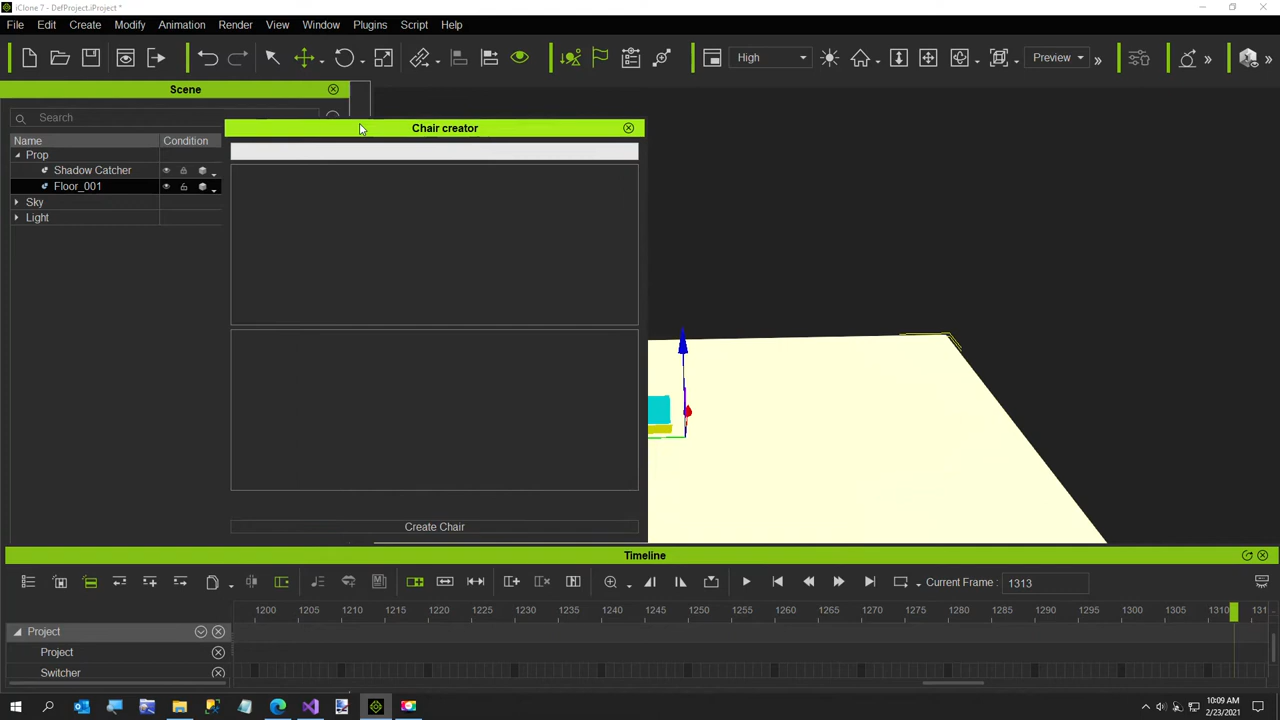 iClone 7 - DefProject.iProject *
File Edit Create Modify Animation Render View Window Plugins Script Help
High
Preview
Scene
Search
Chair creator
Name Condition
Prop
Shadow Catcher
Floor_001
Sky
Light
Create Chair
Timeline
Current Frame : 1313
1200 1205 1210 1215 1220 1225 1230 1235 1240 1245 1250 1255 1260 1265 1270 1275 1280 1285 1290 1295 1300 1305 1310 131
Project
Project
Switcher
10:09 AM
2/23/2021